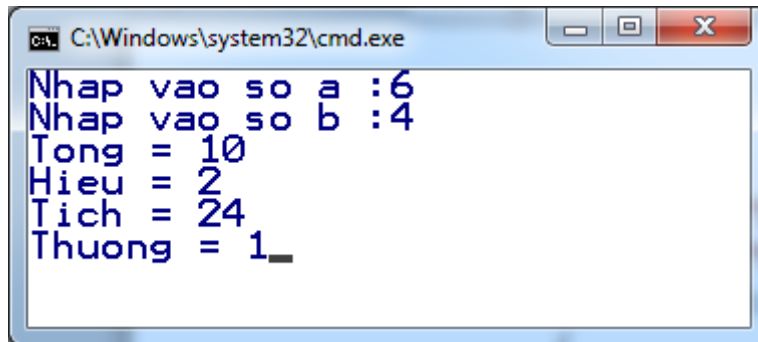 C:\Windows\system32\cmd.exe
Nhap vao so a :6
Nhap vao so b :4
Tong = 10
Hieu = 2
Tich = 24
Thuong = 1_